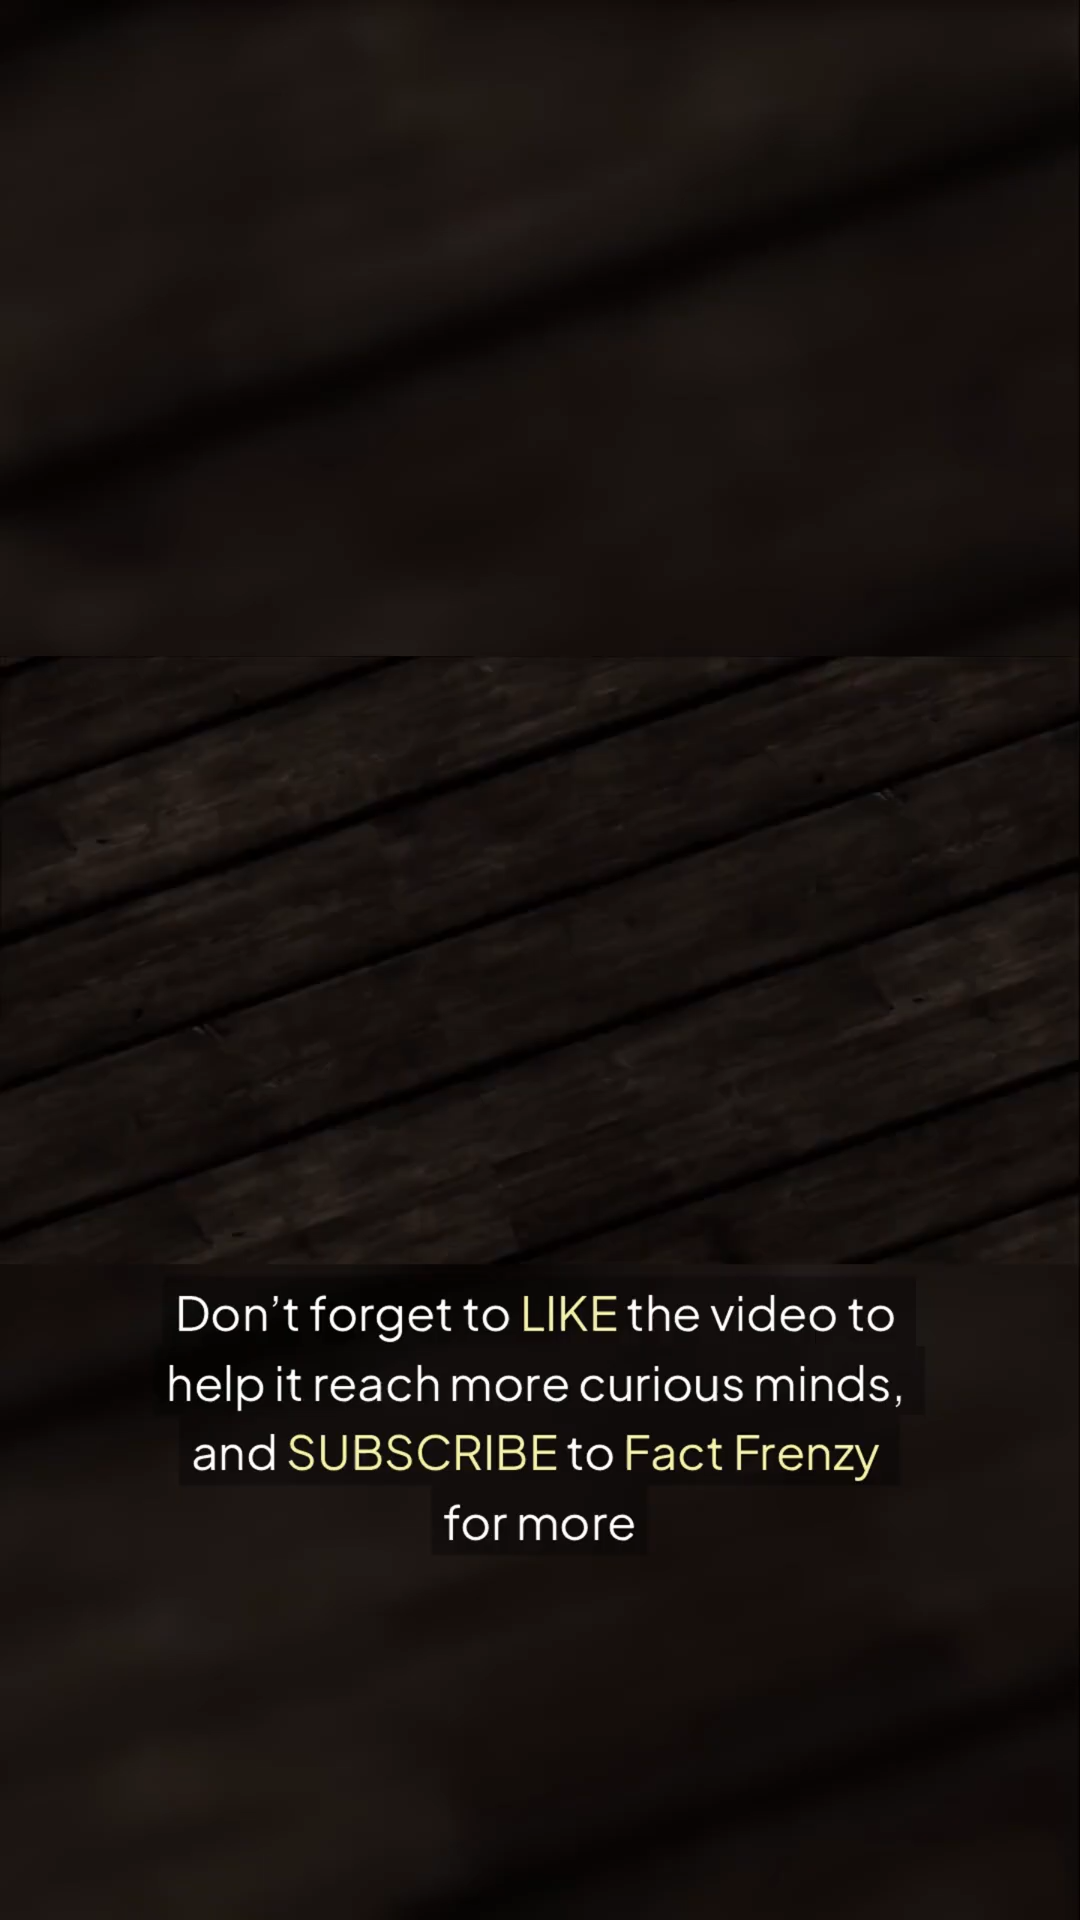 Don’t forget to LIKE the video to
help it reach more curious minds,
and SUBSCRIBE to Fact Frenzy
for more